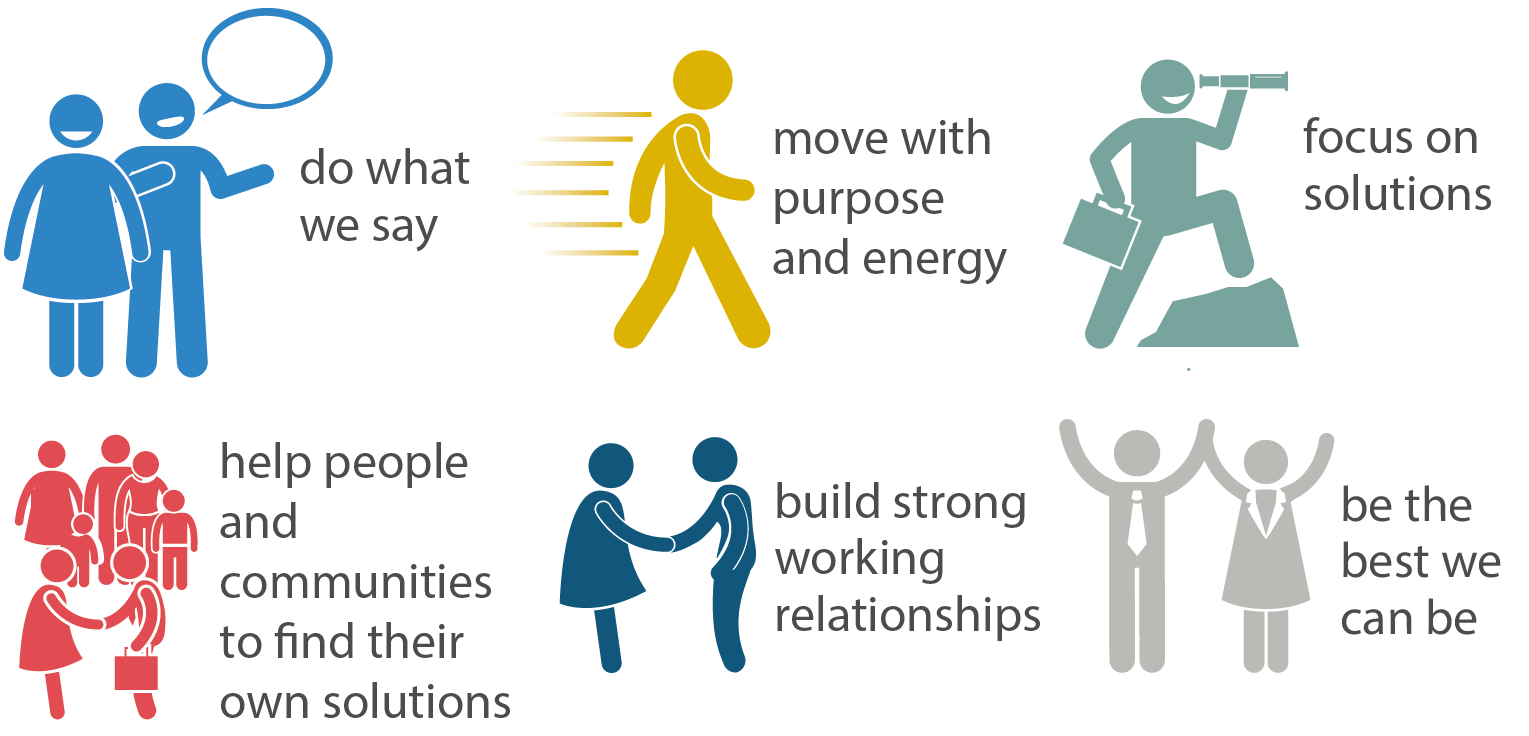 do what
we say
move with
purpose
and energy
focus on
solutions
help people
and
communities
to find their
own solutions
build strong
working
relationships
be the
best we
can be